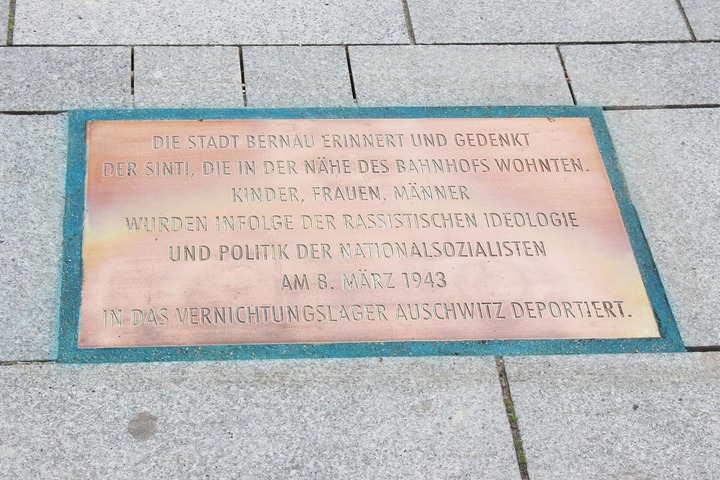 DIE STADT BERNAU ERINNERT UND GEDENKT
DER SINTI, DIE IN DER NÄHE DES BAHNHOFS WOHNTEN.
KINDER, FRAUEN, MÄNNER
WURDEN INFOLGE DER RASSISTISCHEN IDEOLOGIE
UND POLITIK DER NATIONALSOZIALISTEN
AM 8. MÄRZ 1943
IN DAS VERNICHTUNGSLAGER AUSCHWITZ DEPORTIERT.